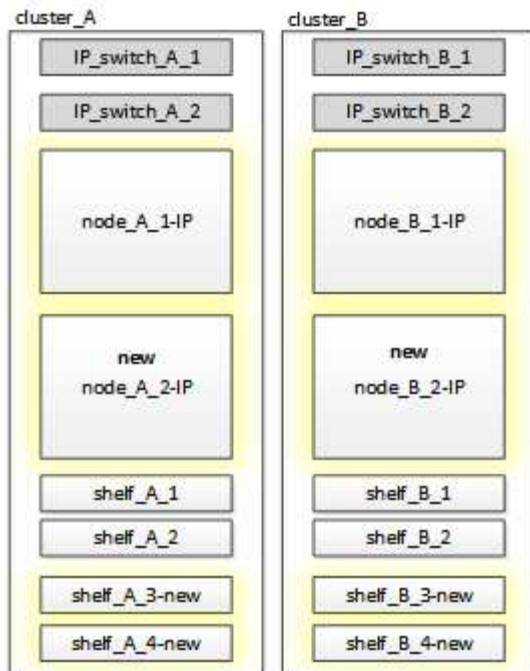 cluster_A
IP_switch_A_1
IP_switch_A_2
node_A_1-IP
new
node_A_2-IP
shelf_A_1
shelf_A_2
shelf_A_3-new
shelf_A_4-new
cluster_B
IP_switch_B_1
IP_switch_B_2
node_B_1-IP
new
node_B_2-IP
shelf_B_1
shelf_B_2
shelf_B_3-new
shelf_B_4-new